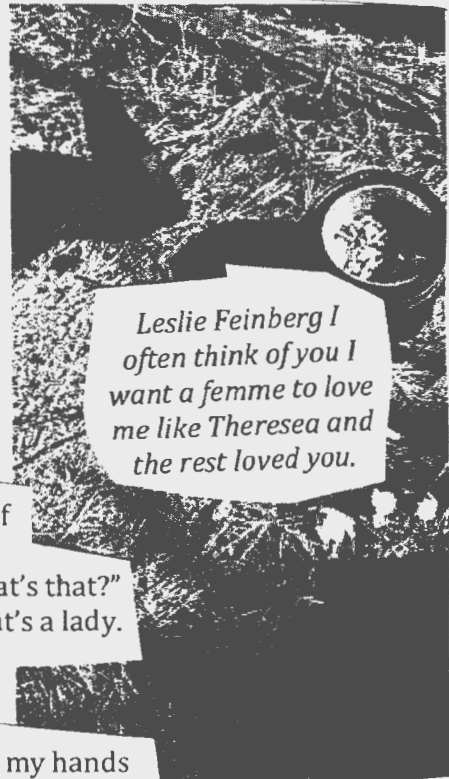 Leslie Feinberg I
often think of you I
want a femme to love
me like Theresea and
the rest loved you.
f
at's that?"
t's a lady.
my hands